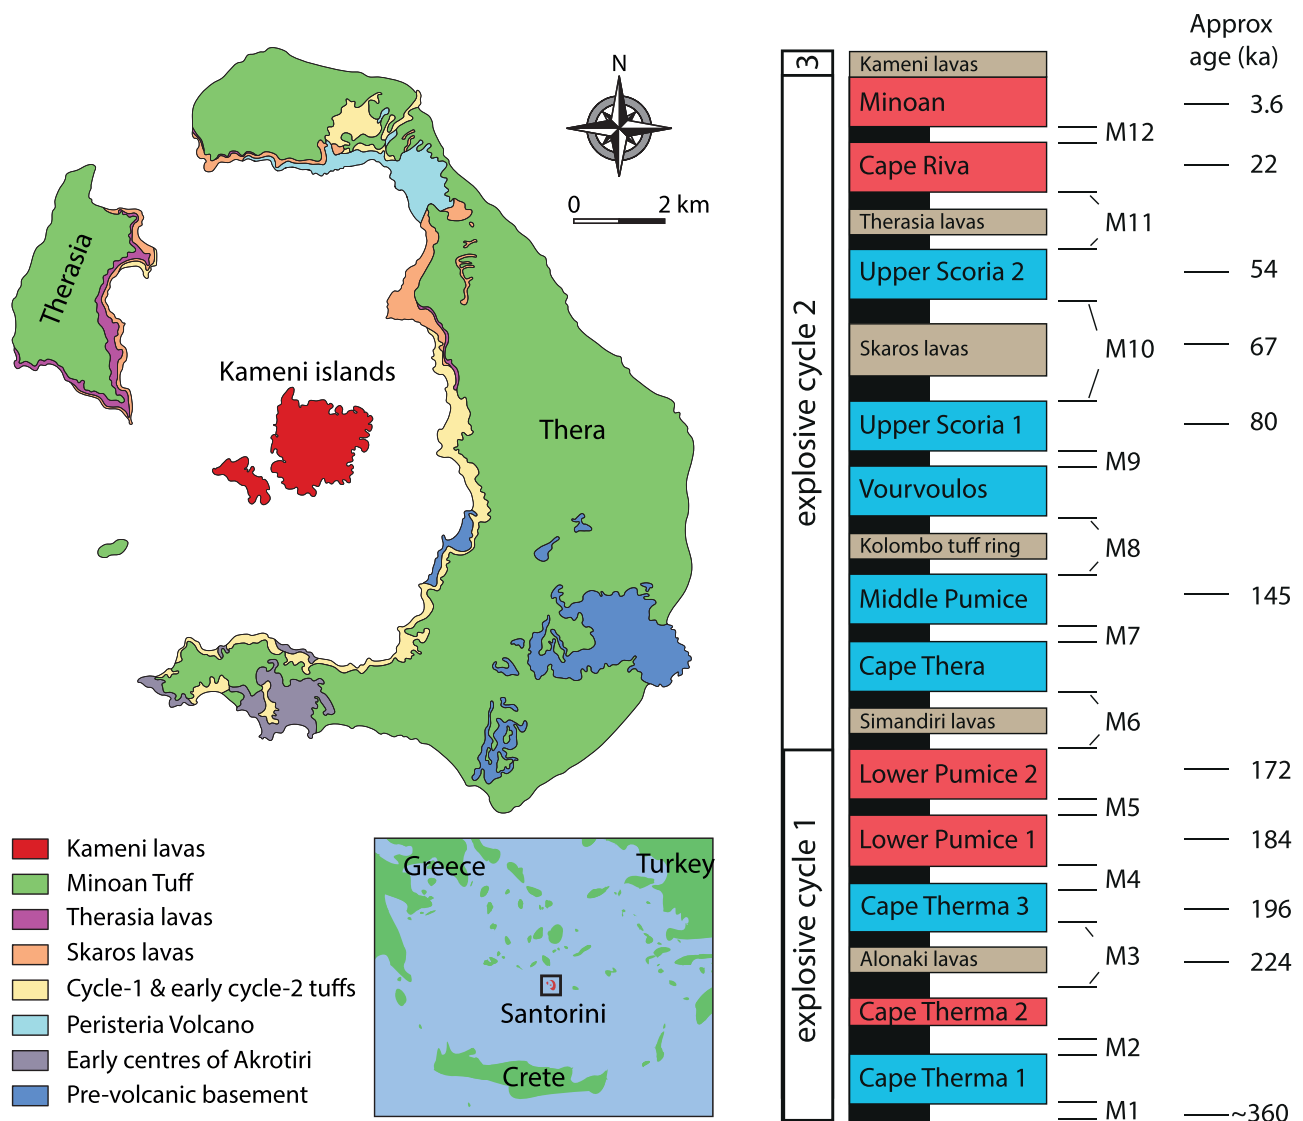 N
0
2 km
Therasia
Kameni islands
Thera
Kameni lavas
Minoan Tuff
Therasia lavas
Skaros lavas
Cycle-1 & early cycle-2 tuffs
Peristeria Volcano
Early centres of Akrotiri
Pre-volcanic basement
Greece
Turkey
Santorini
Crete
Approx
age (ka)
3
explosive cycle 2
explosive cycle 1
Kameni lavas
Minoan
3.6
M12
Cape Riva
22
Therasia lavas
M11
Upper Scoria 2
54
Skaros lavas
M10
67
Upper Scoria 1
80
M9
Vourvoulos
Kolombo tuff ring
M8
Middle Pumice
145
M7
Cape Thera
Simandiri lavas
M6
Lower Pumice 2
172
M5
Lower Pumice 1
184
M4
Cape Therma 3
196
Alonaki lavas
M3
224
Cape Therma 2
M2
Cape Therma 1
M1
~360